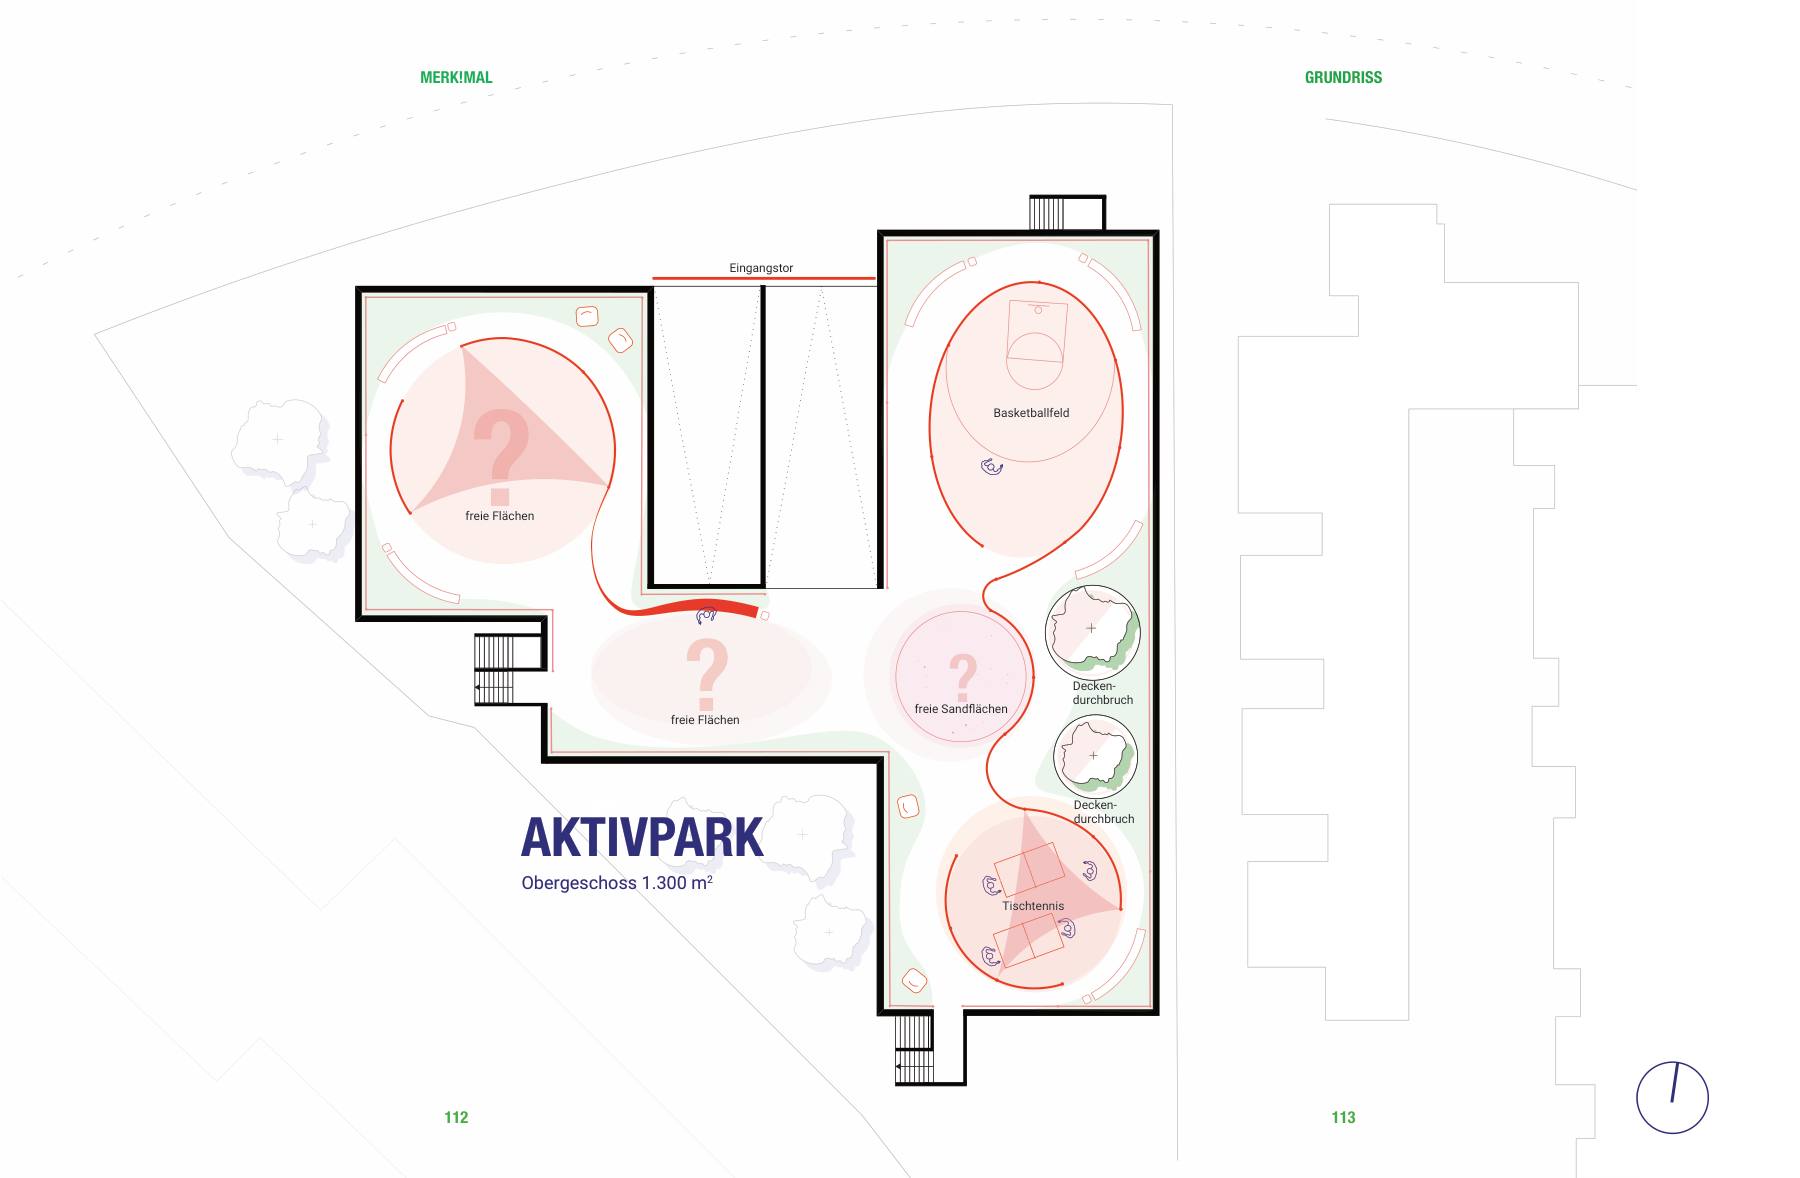 MERK!MAL
GRUNDRISS
Eingangstor
Basketballfeld
?
freie Flächen
?
freie Flächen
?
freie Sandflächen
Decken-
durchbruch
Decken-
durchbruch
Tischtennis
AKTIVPARK
Obergeschoss 1.300 m²
112
113